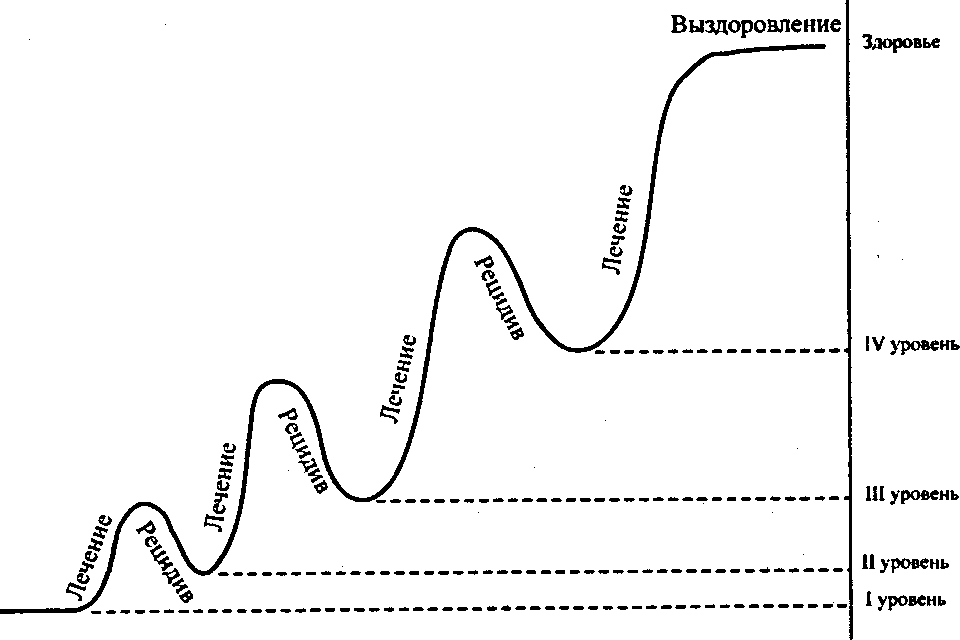 Выздоровление
Здоровье
Лечение
Рецидив
IV уровень
Лечение
Рецидив
III уровень
Лечение
Рецидив
II уровень
Лечение
I уровень